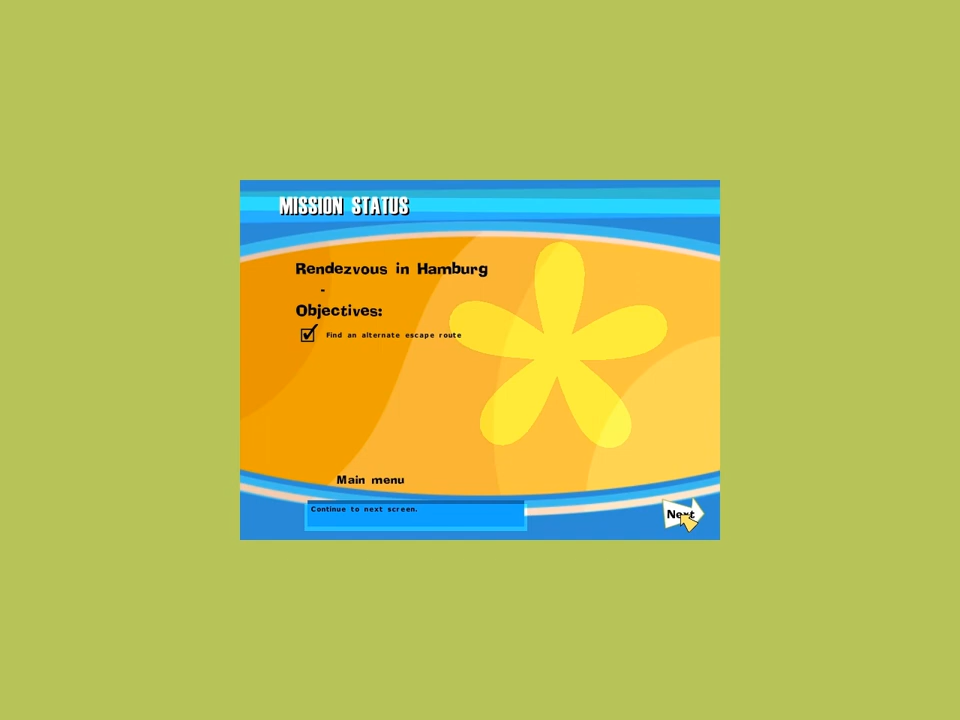 MISSION STATUS
Rendezvous in Hamburg
-
Objectives:
Find an alternate escape route
Main menu
Continue to next screen.
Next